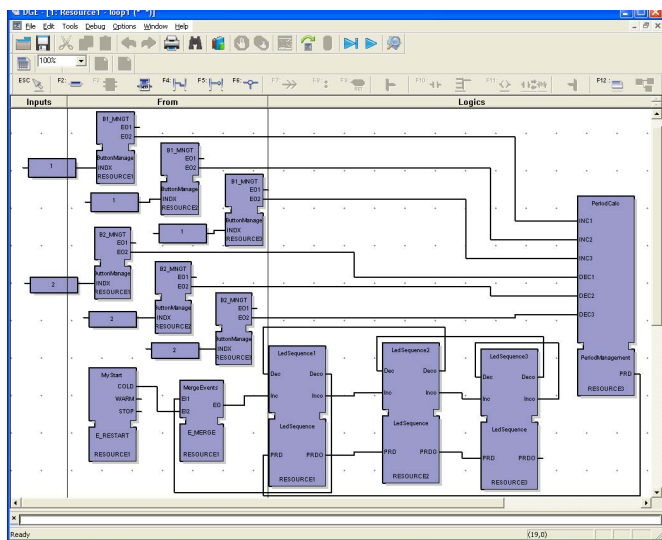 DGE - [1: Resource1 - loop1 (* *)]
File Edit Tools Debug Options Window Help
100%
ESC F2: F3: F4: F5: F6: F7: F8: F9: F10 F11: F12:
Inputs From Logics
B1_MNGT
EO1
EO2
ButtonManage
INDX
RESOURCE1
1
B1_MNGT
EO1
EO2
ButtonManage
INDX
RESOURCE2
1
B1_MNGT
EO1
EO2
ButtonManage
INDX
RESOURCE3
1
B2_MNGT
EO1
EO2
ButtonManage
INDX
RESOURCE1
2
B2_MNGT
EO1
EO2
ButtonManage
INDX
RESOURCE2
2
B2_MNGT
EO1
EO2
ButtonManage
INDX
RESOURCE3
2
PeriodCalc
INC1
INC2
INC3
DEC1
DEC2
DEC3
PeriodManagement
PRD
RESOURCE3
MyStart
COLD
WARM
STOP
E_RESTART
RESOURCE1
MergeEvents
EI1
EO
EI2
E_MERGE
RESOURCE1
LedSequence1
Dec Deco
Inc Inco
LedSequence
PRD PRDO
RESOURCE1
LedSequence2
Dec Deco
Inc Inco
LedSequence
PRD PRDO
RESOURCE2
LedSequence3
Dec Deco
Inc Inco
LedSequence
PRD PRDO
RESOURCE3
Ready (19,0)